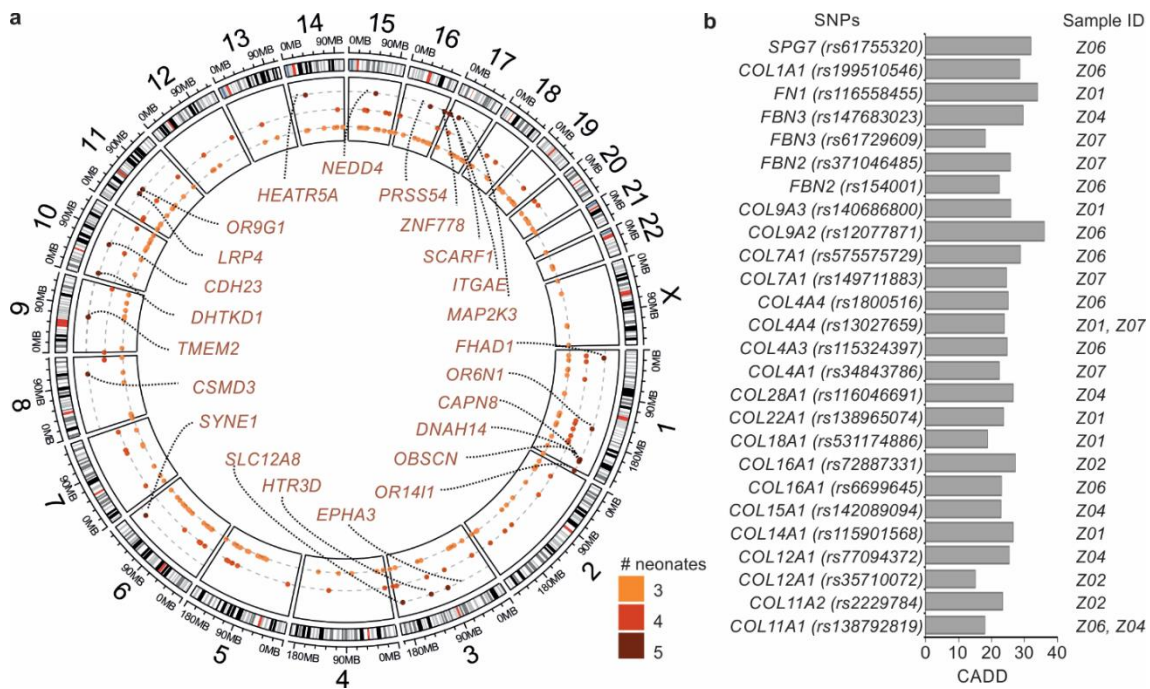 a
1
2
3
4
5
6
7
8
9
10
11
12
13
14
15
16
17
18
19
20
21
22
X
0MB
90MB
180MB
NEDD4
HEATR5A
PRSS54
ZNF778
OR9G1
LRP4
SCARF1
CDH23
ITGAE
DHTKD1
MAP2K3
TMEM2
FHAD1
CSMD3
OR6N1
CAPN8
SYNE1
DNAH14
SLC12A8
OBSCN
HTR3D
OR14I1
EPHA3
# neonates
3
4
5
b
SNPs Sample ID
SPG7 (rs61755320) Z06
COL1A1 (rs199510546) Z06
FN1 (rs116558455) Z01
FBN3 (rs147683023) Z04
FBN3 (rs61729609) Z07
FBN2 (rs371046485) Z07
FBN2 (rs154001) Z06
COL9A3 (rs140686800) Z01
COL9A2 (rs12077871) Z06
COL7A1 (rs575575729) Z06
COL7A1 (rs149711883) Z07
COL4A4 (rs1800516) Z06
COL4A4 (rs13027659) Z01, Z07
COL4A3 (rs115324397) Z06
COL4A1 (rs34843786) Z07
COL28A1 (rs116046691) Z04
COL22A1 (rs138965074) Z01
COL18A1 (rs531174886) Z01
COL16A1 (rs72887331) Z02
COL16A1 (rs6699645) Z06
COL15A1 (rs142089094) Z04
COL14A1 (rs115901568) Z01
COL12A1 (rs77094372) Z04
COL12A1 (rs35710072) Z02
COL11A2 (rs2229784) Z02
COL11A1 (rs138792819) Z06, Z04
0 10 20 30 40
CADD